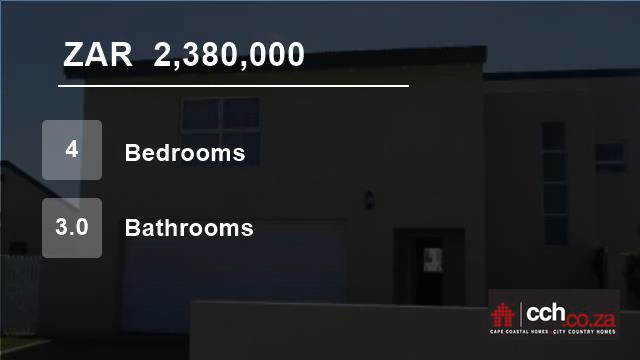 ZAR 2,380,000
4 Bedrooms
3.0 Bathrooms
cch.co.za
CAPE COASTAL HOMES • CITY COUNTRY HOMES